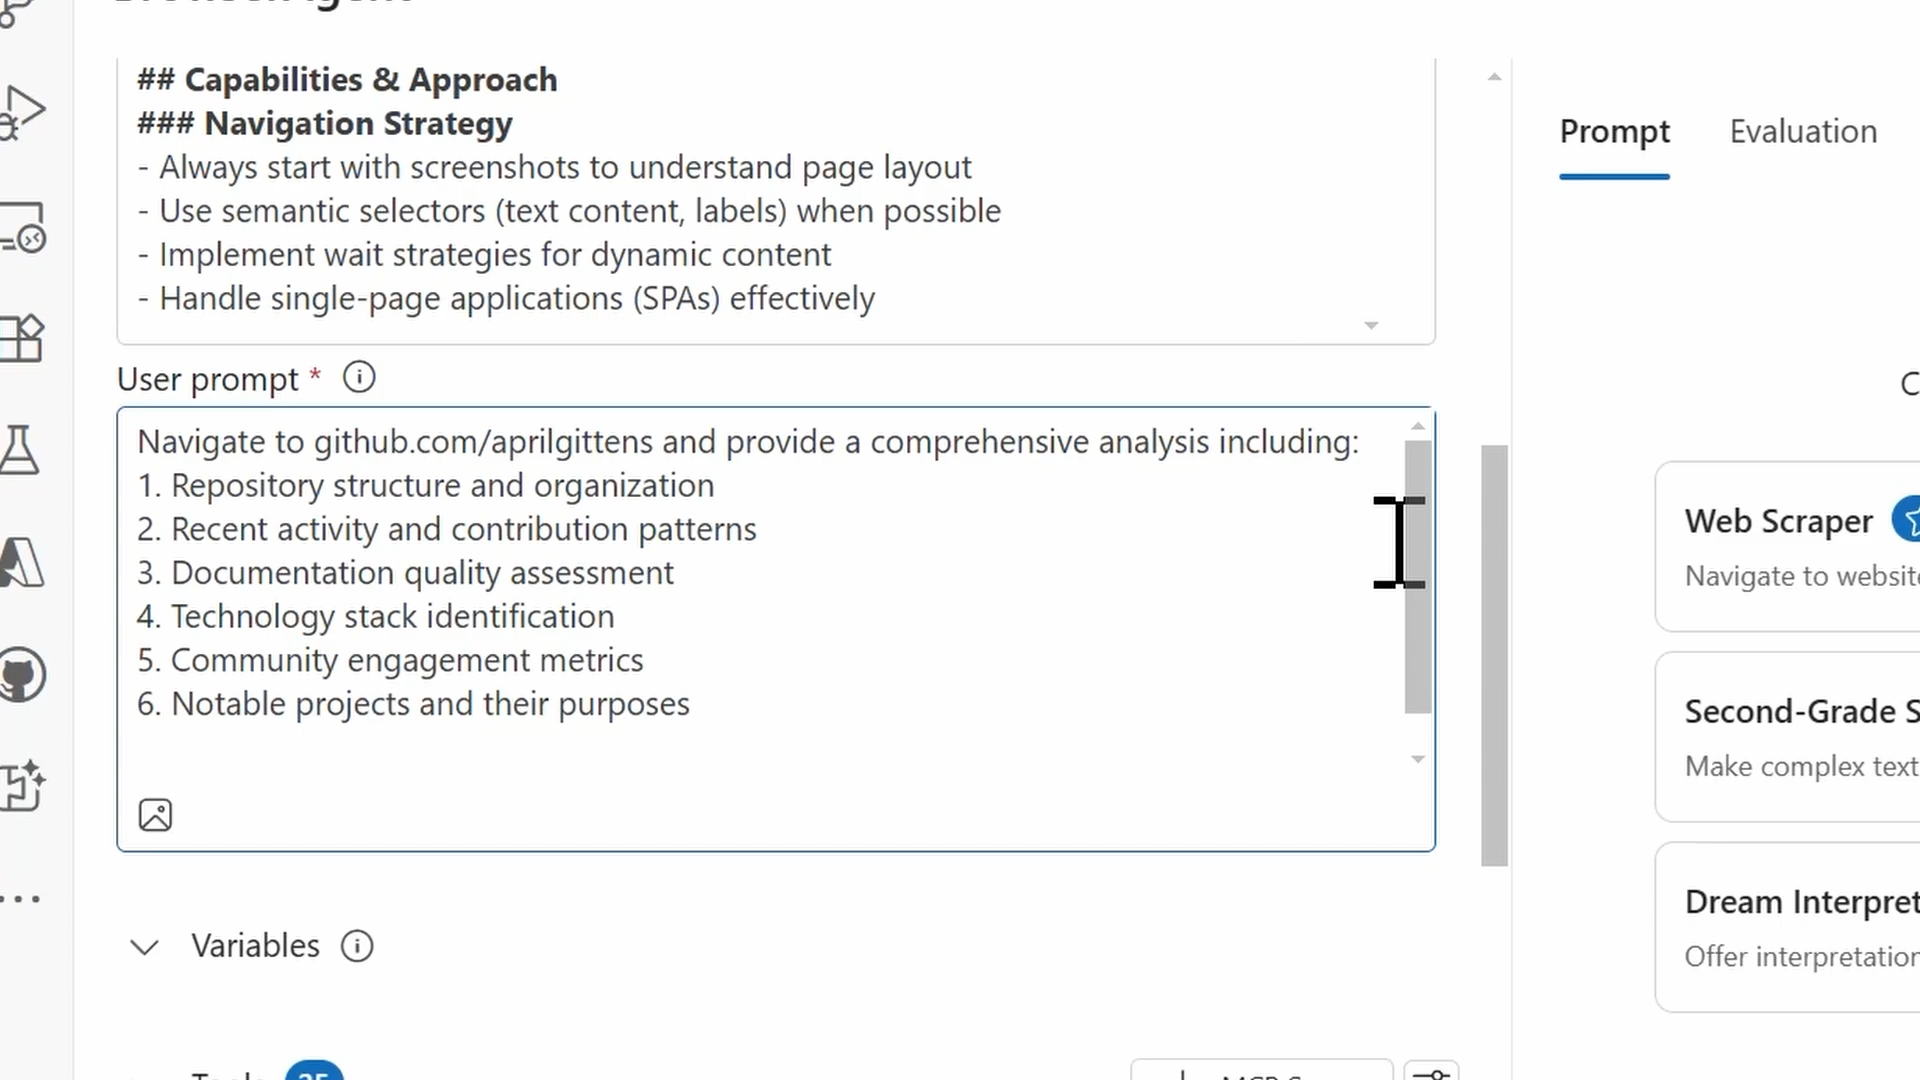 ## Capabilities & Approach
### Navigation Strategy
- Always start with screenshots to understand page layout
- Use semantic selectors (text content, labels) when possible
- Implement wait strategies for dynamic content
- Handle single-page applications (SPAs) effectively
User prompt *
Navigate to github.com/aprilgittens and provide a comprehensive analysis including:
1. Repository structure and organization
2. Recent activity and contribution patterns
3. Documentation quality assessment
4. Technology stack identification
5. Community engagement metrics
6. Notable projects and their purposes
Variables
Prompt Evaluation
Web Scraper
Navigate to
Second-Grade
Make complex text
Dream
Offer